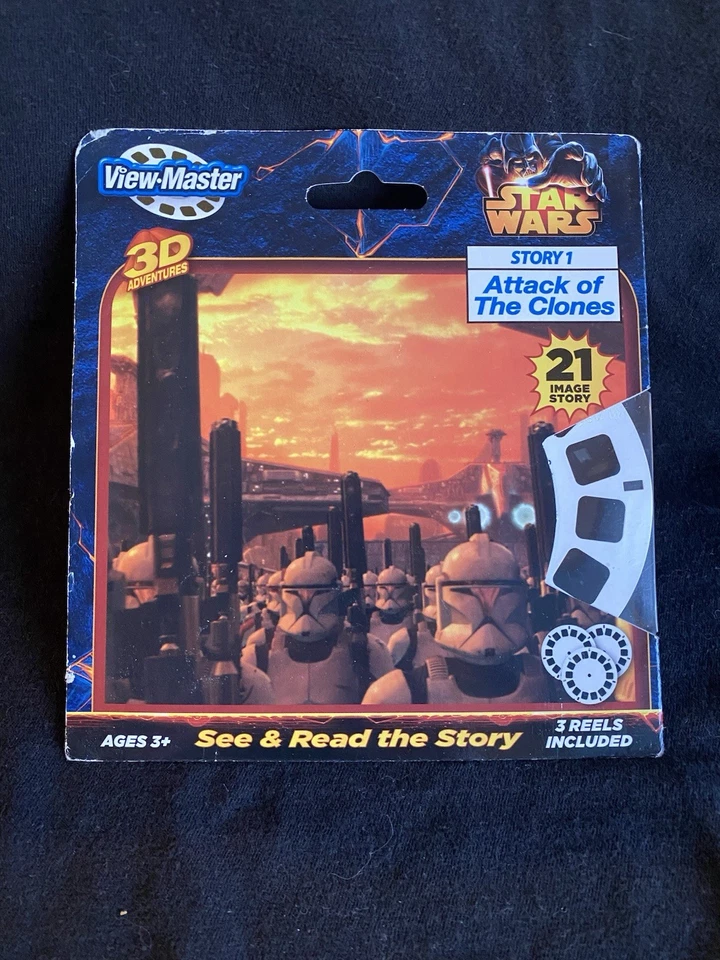 View-Master
STAR
WARS
3D
ADVENTURES
STORY 1
Attack of
The Clones
21
IMAGE
STORY
AGES 3+
See & Read the Story
3 REELS
INCLUDED